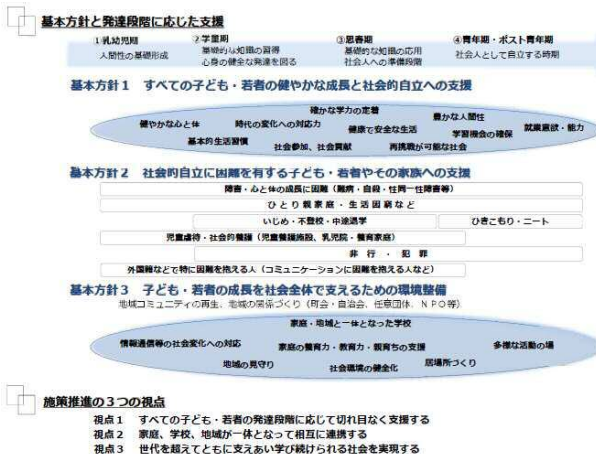 基本方針と発達段階に応じた支援
①乳幼児期 ②学童期 ③思春期 ④青年期・ポスト青年期
人間性の基礎形成 基礎的な知識の習得 基礎的な知識の応用 社会人として自立する時期
心身の健全な発達を図る 社会人への準備段階
基本方針1 すべての子ども・若者の健やかな成長と社会的自立への支援
確かな学力の定着
健やかな心と体 時代の変化への対応力 豊かな人間性
健康で安全な生活 学習機会の確保 就業意欲・能力
基本的生活習慣 社会参加、社会貢献 再挑戦が可能な社会
基本方針2 社会的自立に困難を有する子ども・若者やその家族への支援
障害・心と体の成長に困難(難病・自殺・性同一性障害等)
ひとり親家庭・生活困窮など
いじめ・不登校・中途退学 ひきこもり・ニート
児童虐待・社会的養護(児童養護施設、乳児院・養育家庭)
非行・犯罪
外国籍などで特に困難を抱える人(コミュニケーションに困難を抱える人など)
基本方針3 子ども・若者の成長を社会全体で支えるための環境整備
地域コミュニティの再生、地域の関係づくり(町会・自治会、任意団体、NPO等)
家庭・地域と一体となった学校
情報通信等の社会変化への対応 家庭の養育力・教育力・親育ちの支援 多様な活動の場
地域の見守り 社会環境の健全化 居場所づくり
施策推進の3つの視点
視点1 すべての子ども・若者の発達段階に応じて切れ目なく支援する
視点2 家庭、学校、地域が一体となって相互に連携する
視点3 世代を超えてともに支えあい学び続けられる社会を実現する